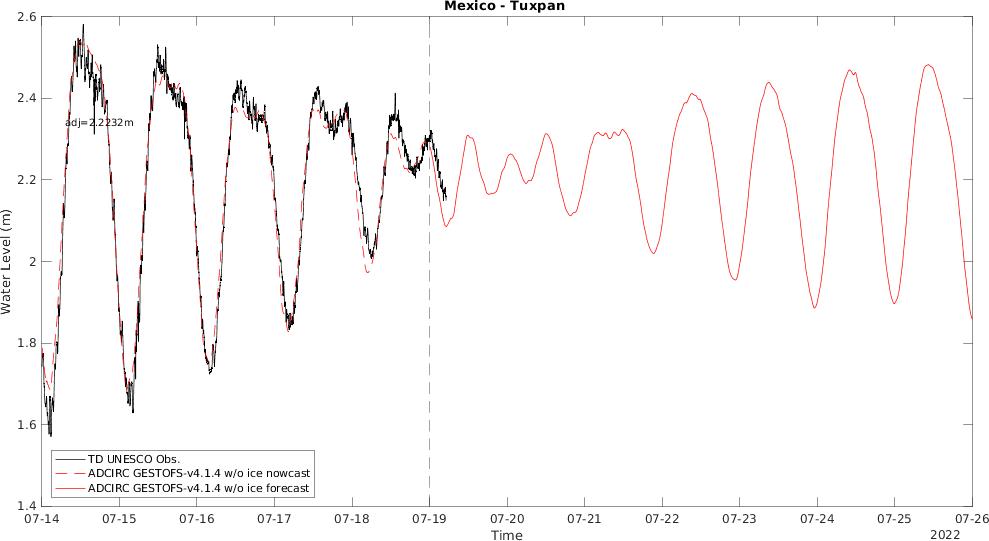 Mexico - Tuxpan
2.6
2.4
2.2
2
1.8
1.6
1.4
Water Level (m)
adj=2.2232m
TD UNESCO Obs.
ADCIRC GESTOFS-v4.1.4 w/o ice nowcast
ADCIRC GESTOFS-v4.1.4 w/o ice forecast
07-14 07-15 07-16 07-17 07-18 07-19 07-20 07-21 07-22 07-23 07-24 07-25 07-26
Time
2022